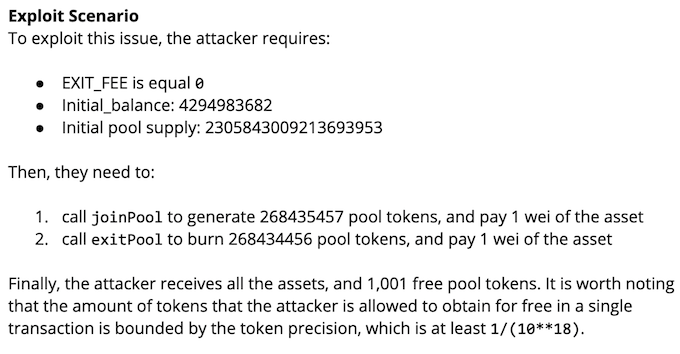 Exploit Scenario
To exploit this issue, the attacker requires:
● EXIT_FEE is equal 0
● Initial_balance: 4294983682
● Initial pool supply: 2305843009213693953
Then, they need to:
1. call joinPool to generate 268435457 pool tokens, and pay 1 wei of the asset
2. call exitPool to burn 268434456 pool tokens, and pay 1 wei of the asset
Finally, the attacker receives all the assets, and 1,001 free pool tokens. It is worth noting
that the amount of tokens that the attacker is allowed to obtain for free in a single
transaction is bounded by the token precision, which is at least 1/(10**18).